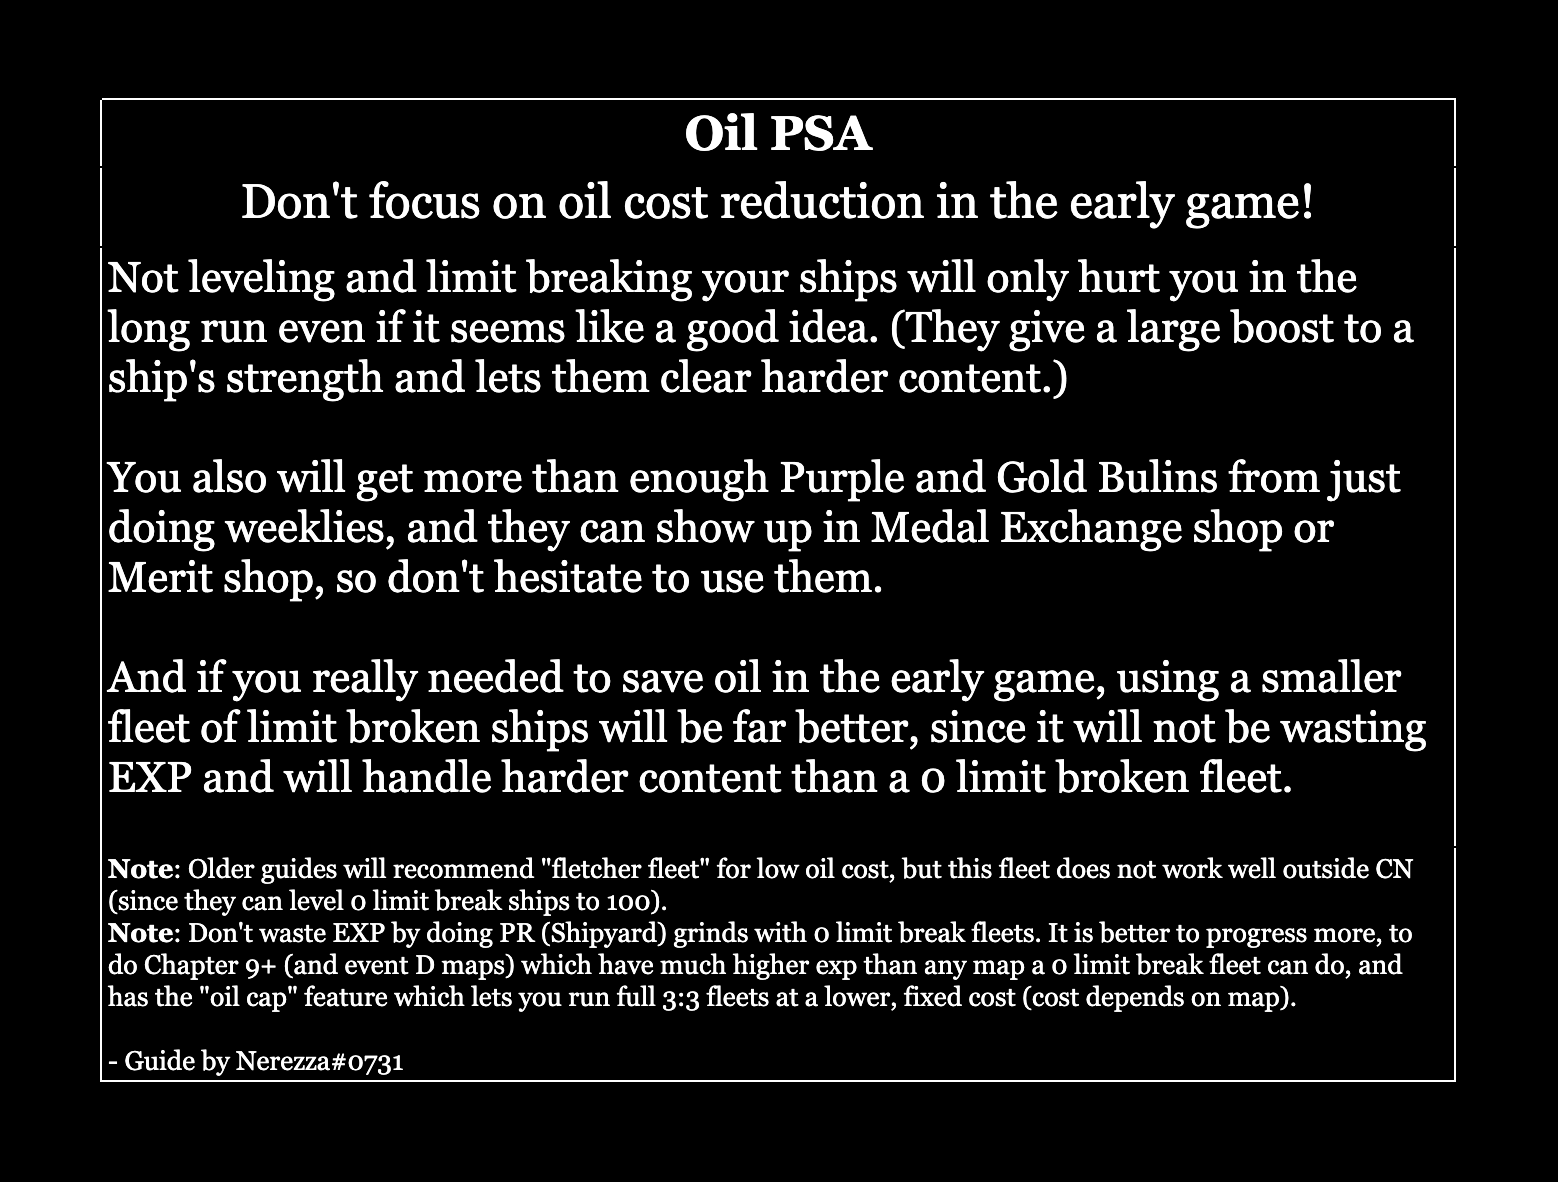 Oil PSA
Don't focus on oil cost reduction in the early game!
Not leveling and limit breaking your ships will only hurt you in the
long run even if it seems like a good idea. (They give a large boost to a
ship's strength and lets them clear harder content.)
You also will get more than enough Purple and Gold Bulins from just
doing weeklies, and they can show up in Medal Exchange shop or
Merit shop, so don't hesitate to use them.
And if you really needed to save oil in the early game, using a smaller
fleet of limit broken ships will be far better, since it will not be wasting
EXP and will handle harder content than a 0 limit broken fleet.
Note: Older guides will recommend "fletcher fleet" for low oil cost, but this fleet does not work well outside CN
(since they can level 0 limit break ships to 100).
Note: Don't waste EXP by doing PR (Shipyard) grinds with 0 limit break fleets. It is better to progress more, to
do Chapter 9+ (and event D maps) which have much higher exp than any map a 0 limit break fleet can do, and
has the "oil cap" feature which lets you run full 3:3 fleets at a lower, fixed cost (cost depends on map).
- Guide by Nerezza#0731